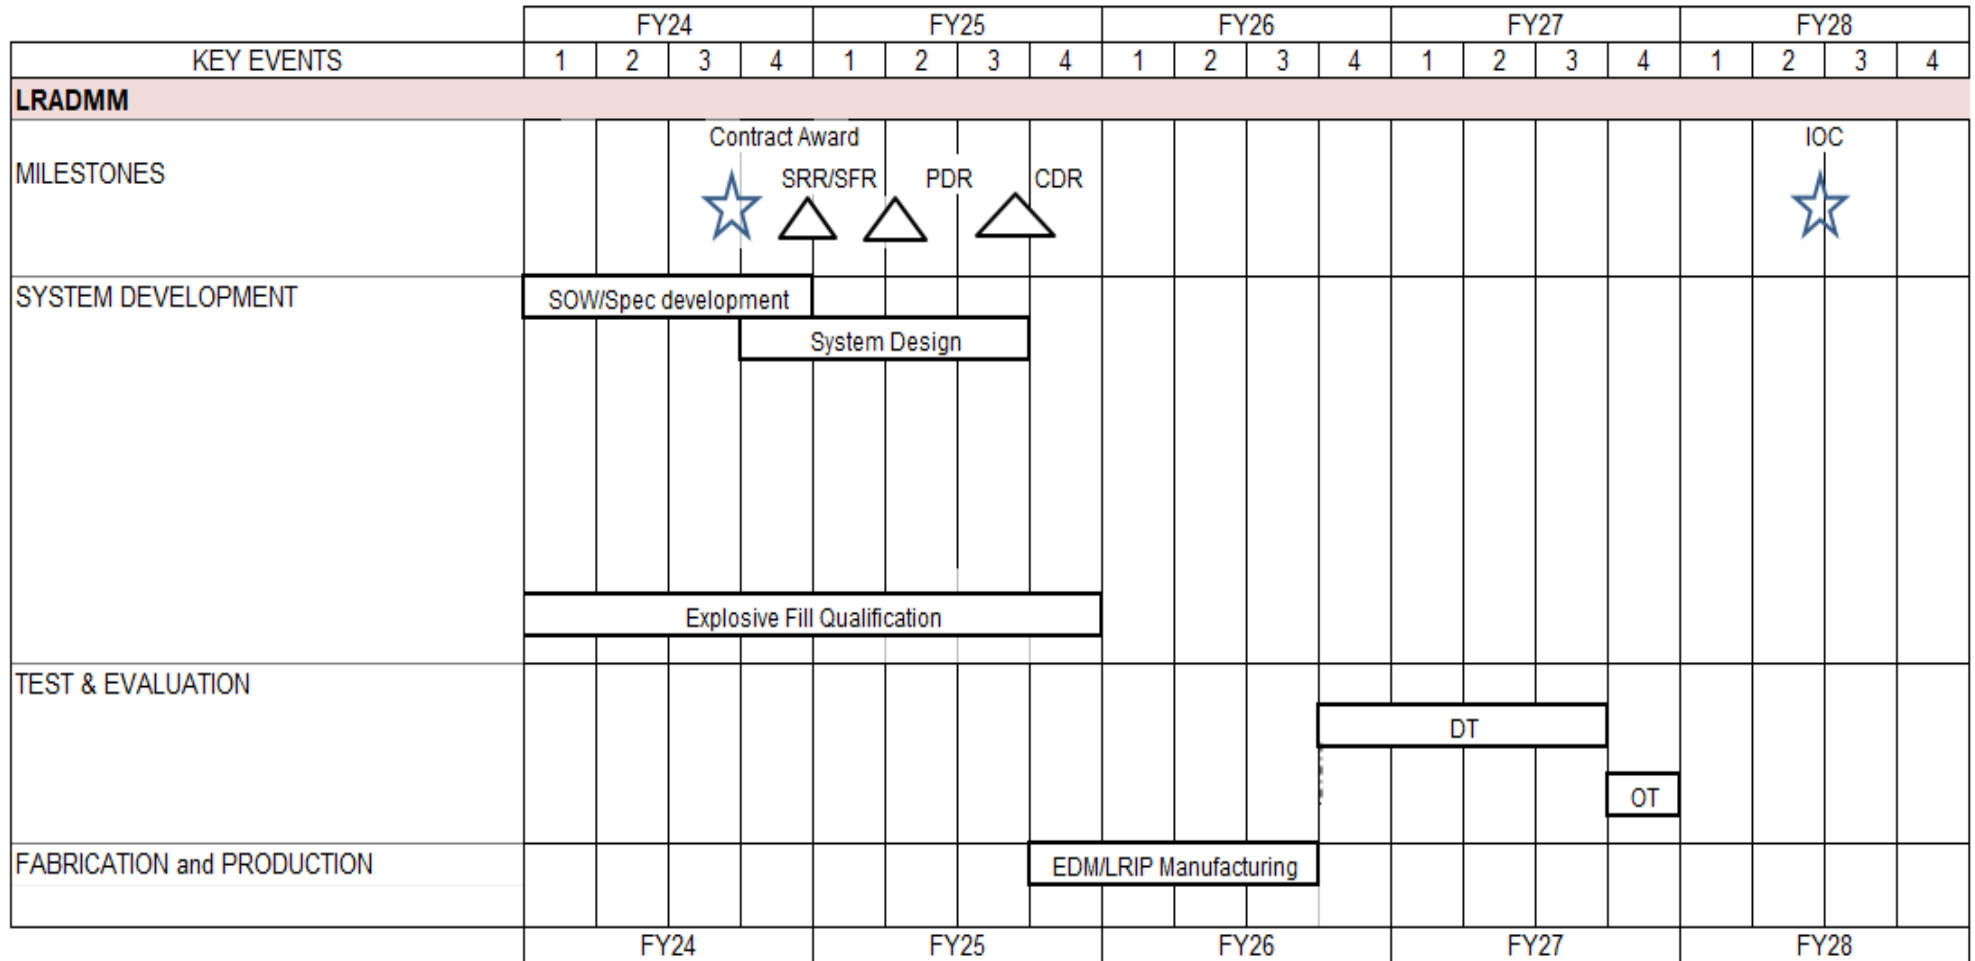 FY24 FY25 FY26 FY27 FY28
KEY EVENTS 1 2 3 4 1 2 3 4 1 2 3 4 1 2 3 4 1 2 3 4
LRADMM
Contract Award IOC
MILESTONES SRR/SFR PDR CDR
SYSTEM DEVELOPMENT SOW/Spec development
System Design
Explosive Fill Qualification
TEST & EVALUATION
DT
OT
FABRICATION and PRODUCTION EDM/LRIP Manufacturing
FY24 FY25 FY26 FY27 FY28